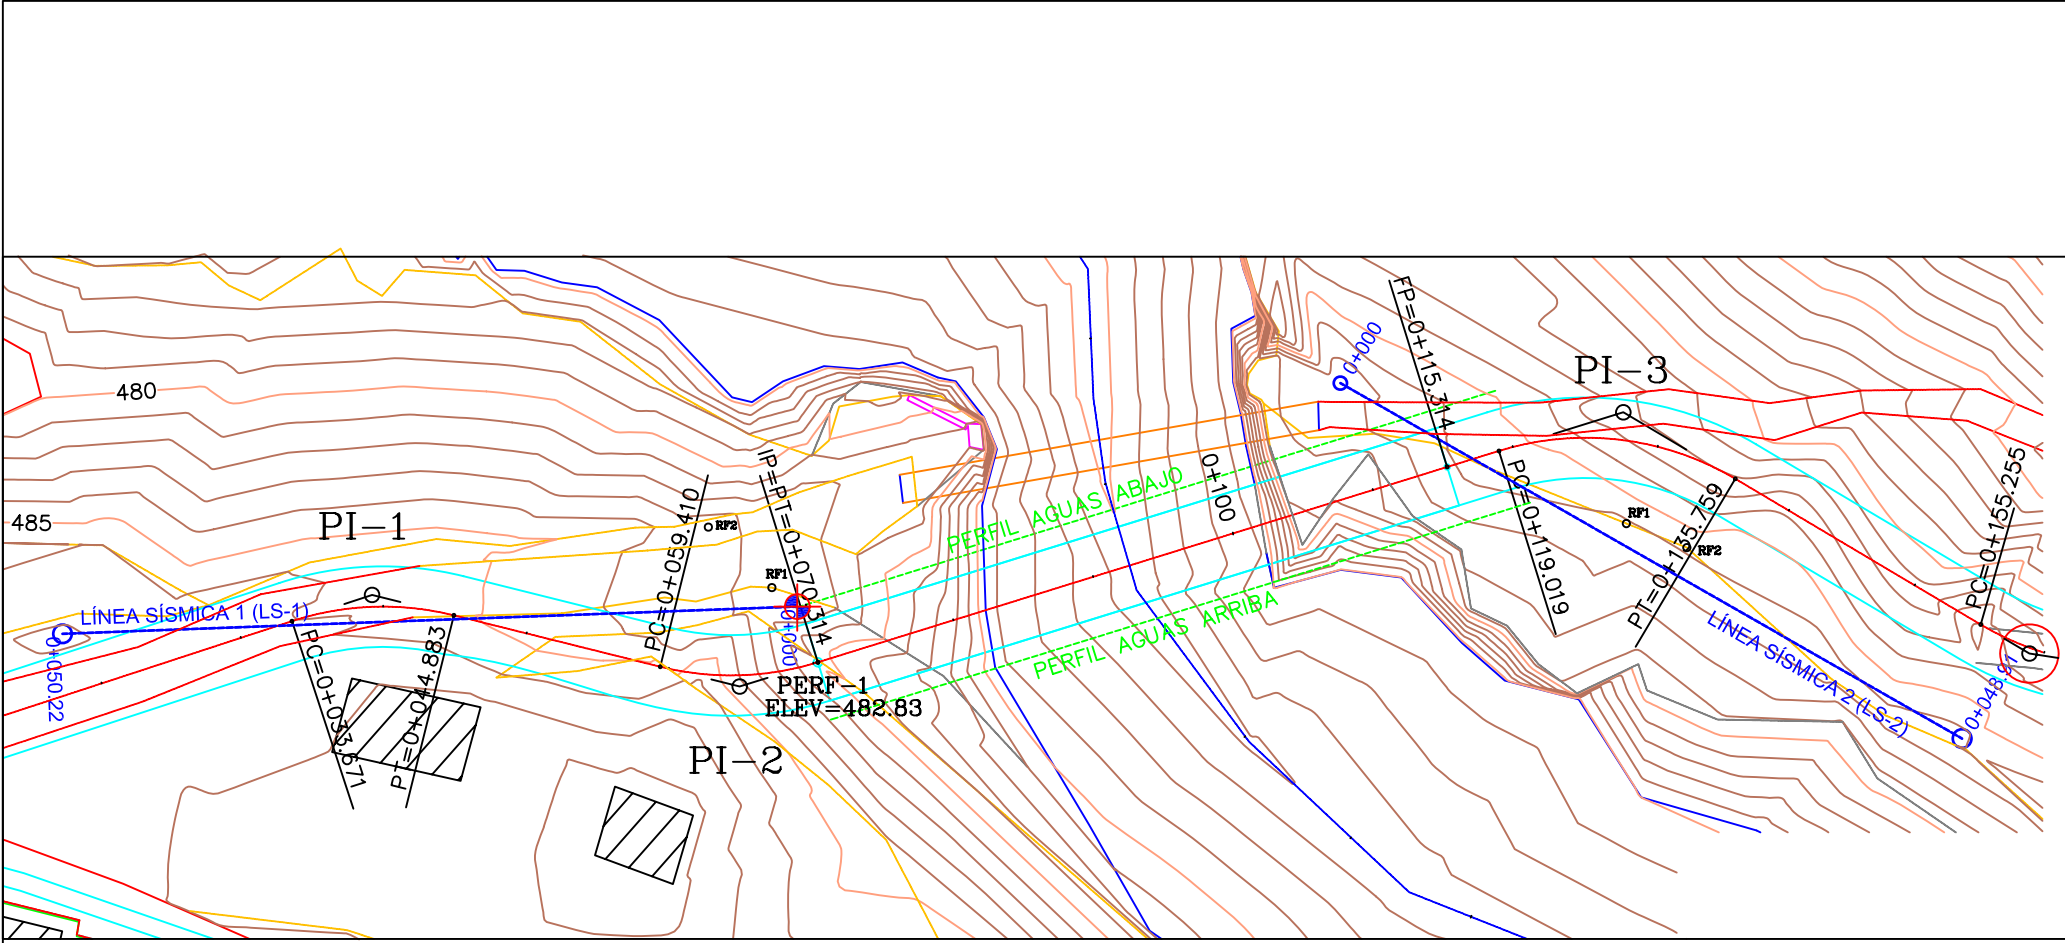 480
485
PI-1
LÍNEA SÍSMICA 1 (LS-1)
0+050.22
PC=0+033.671
PT=0+044.883
PC=0+059.410
RF2
IP=PT=0+070.314
RF1
0+000
PERF-1
ELEV=482.83
PI-2
PERFIL AGUAS ABAJO
PERFIL AGUAS ARRIBA
0+100
0+000
FP=0+115.314
PI-3
PC=0+119.019
RF1
RF2
PT=0+135.759
LÍNEA SÍSMICA 2 (LS-2)
0+048.91
PC=0+155.255